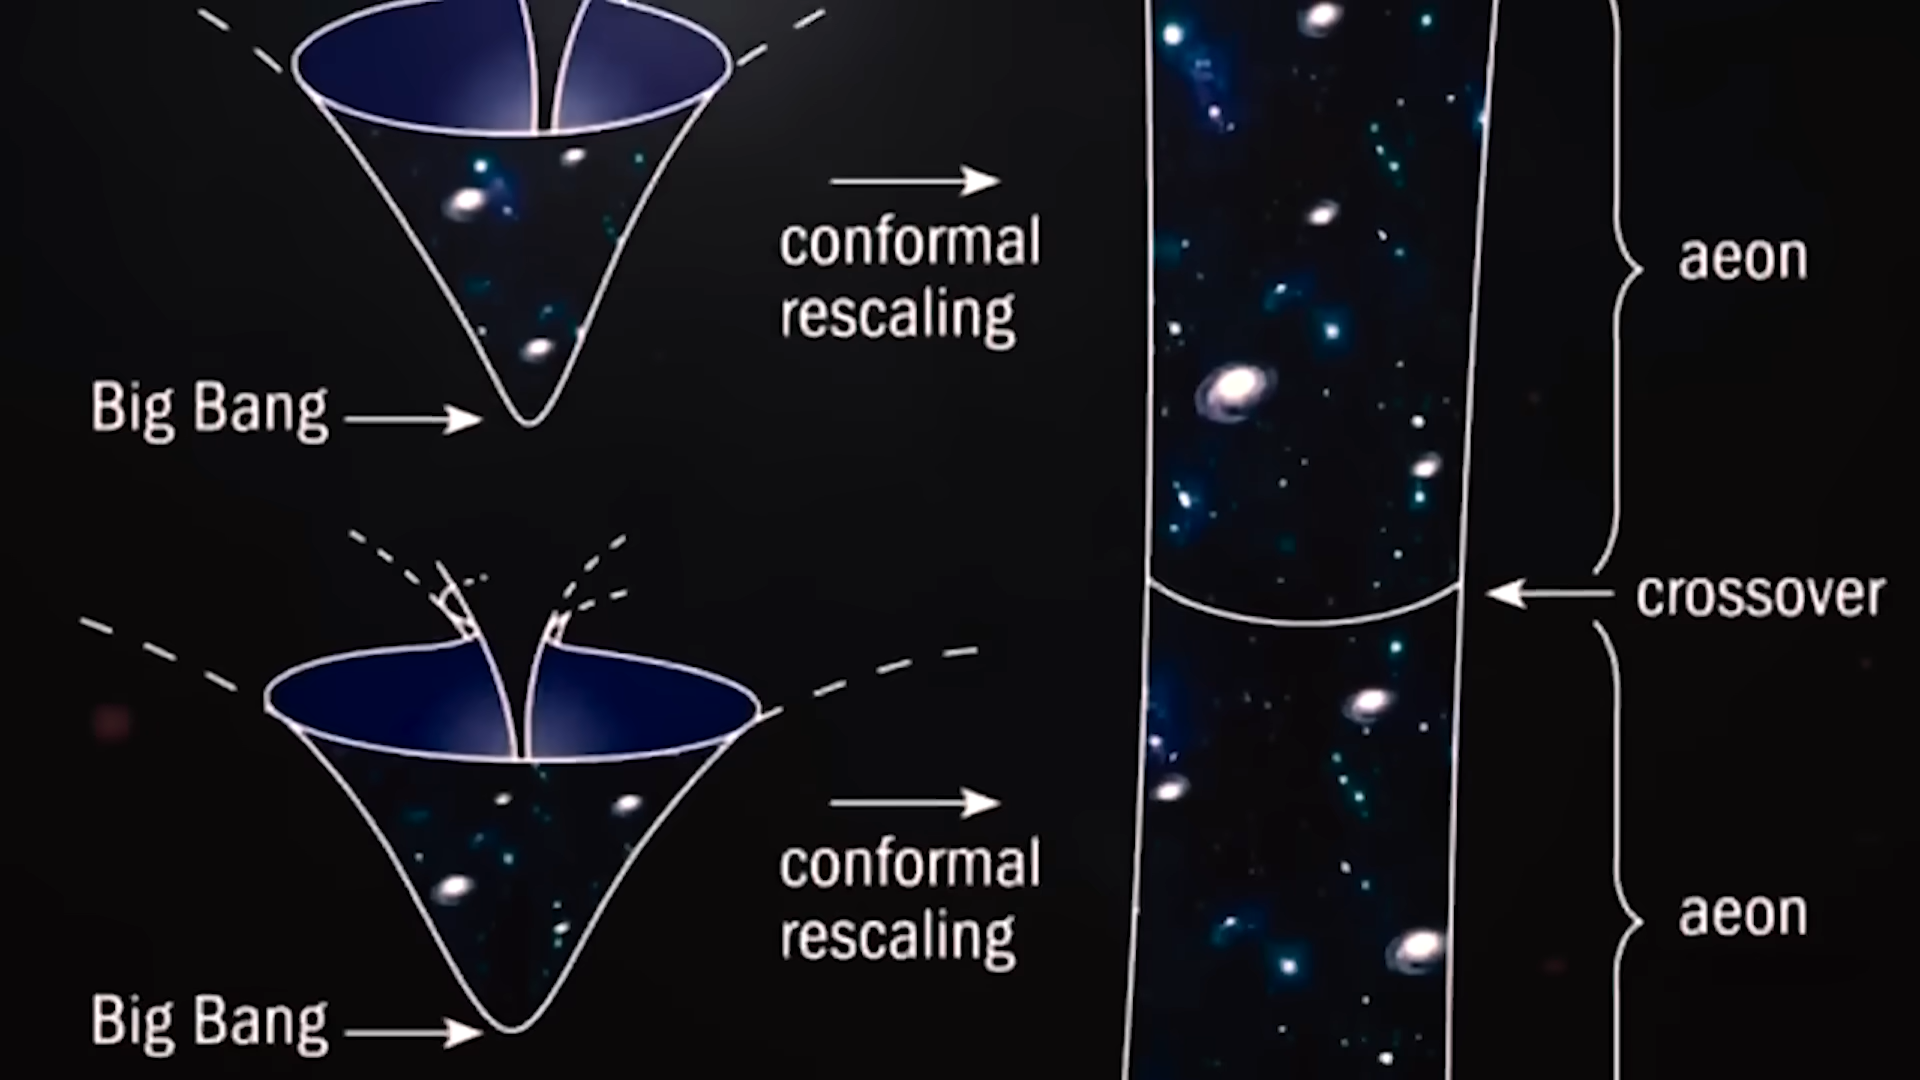 conformal
rescaling
aeon
Big Bang
crossover
conformal
rescaling
aeon
Big Bang